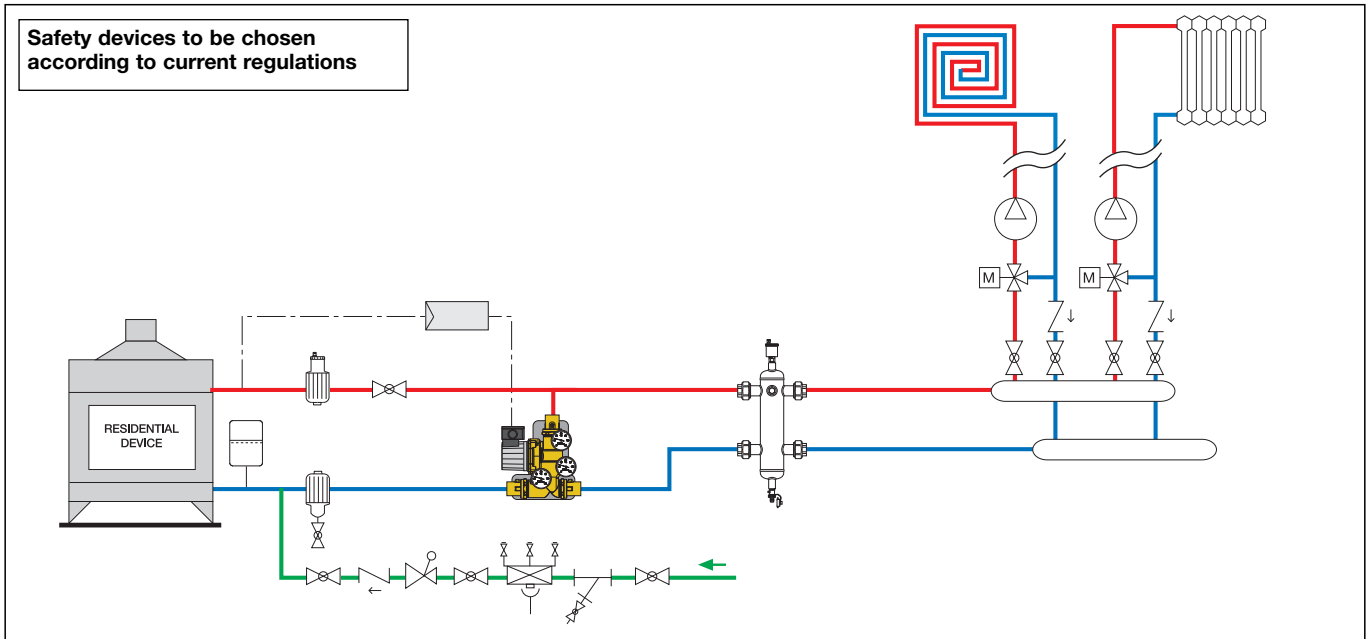 Safety devices to be chosen
according to current regulations
M
M
RESIDENTIAL
DEVICE